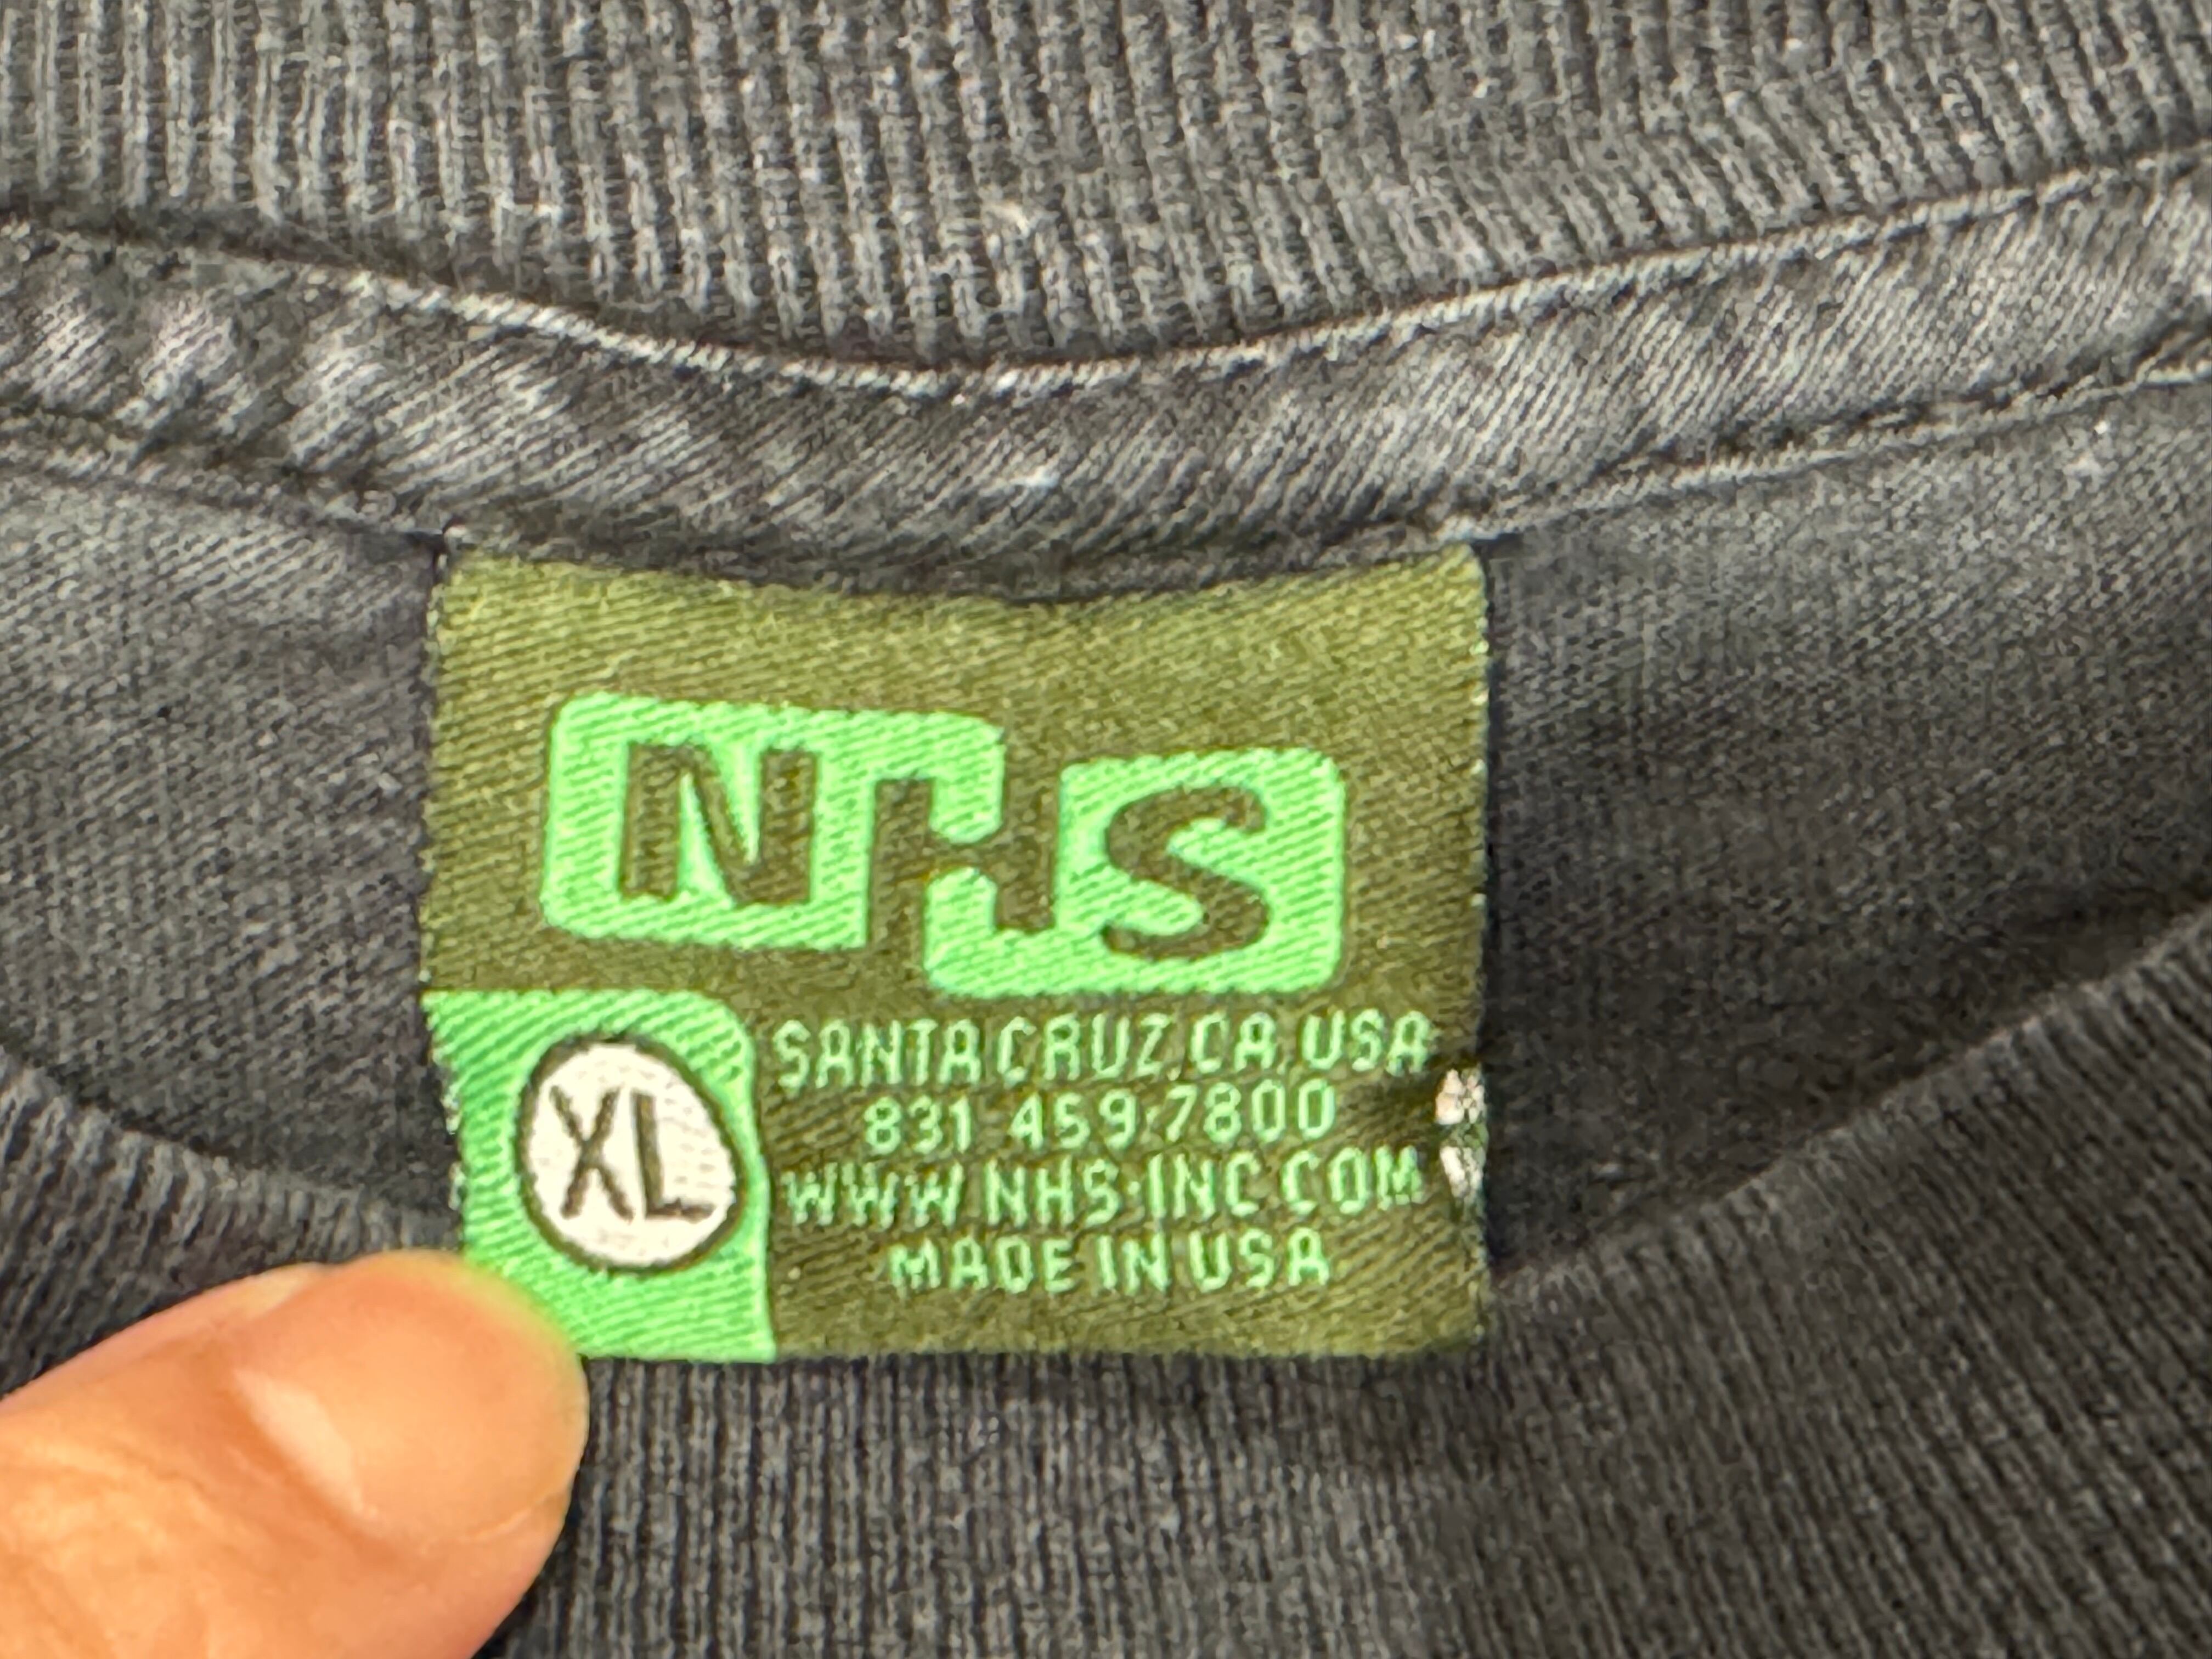 NHS
XL
SANTA CRUZ, CA, USA
831 459-7800
WWW NHS-INC COM
MADE IN USA